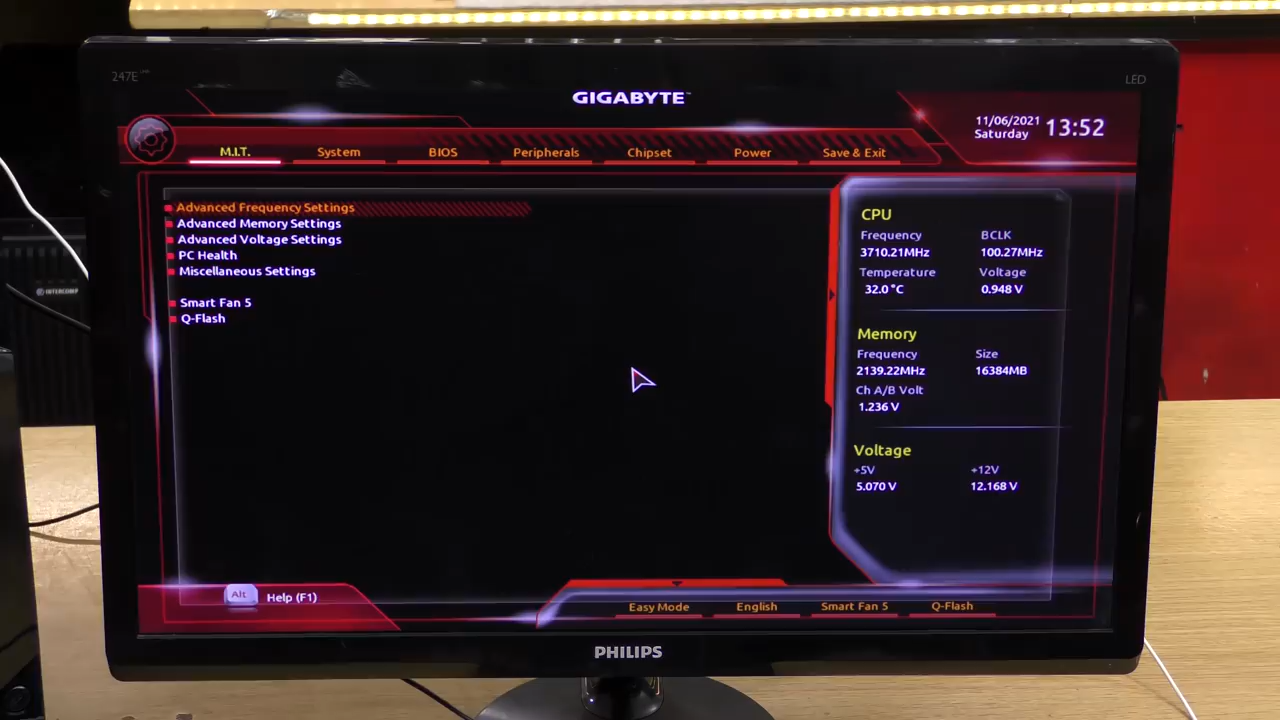 247E
LED
GIGABYTE™
11/06/2021
Saturday
13:52
M.I.T. System BIOS Peripherals Chipset Power Save & Exit
Advanced Frequency Settings
Advanced Memory Settings
Advanced Voltage Settings
PC Health
Miscellaneous Settings
Smart Fan 5
Q-Flash
CPU
Frequency BCLK
3710.21MHz 100.27MHz
Temperature Voltage
32.0 °C 0.948 V
Memory
Frequency Size
2139.22MHz 16384MB
Ch A/B Volt
1.236 V
Voltage
+5V +12V
5.070 V 12.168 V
Alt Help (F1)
Easy Mode English Smart Fan 5 Q-Flash
PHILIPS
INTERCOMP